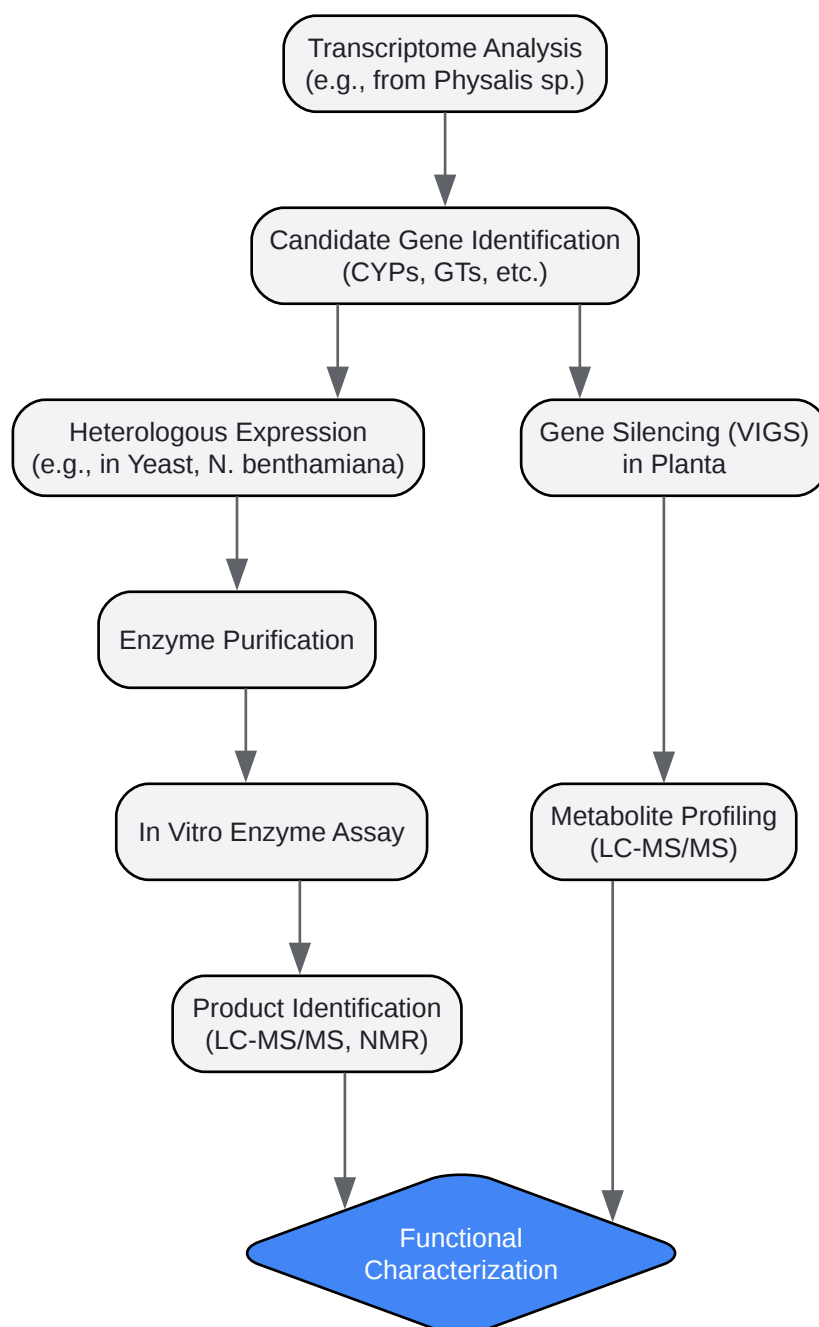 Transcriptome Analysis
(e.g., from Physalis sp.)
Candidate Gene Identification
(CYPs, GTs, etc.)
Heterologous Expression
(e.g., in Yeast, N. benthamiana)
Gene Silencing (VIGS)
in Planta
Enzyme Purification
In Vitro Enzyme Assay
Metabolite Profiling
(LC-MS/MS)
Product Identification
(LC-MS/MS, NMR)
Functional
Characterization